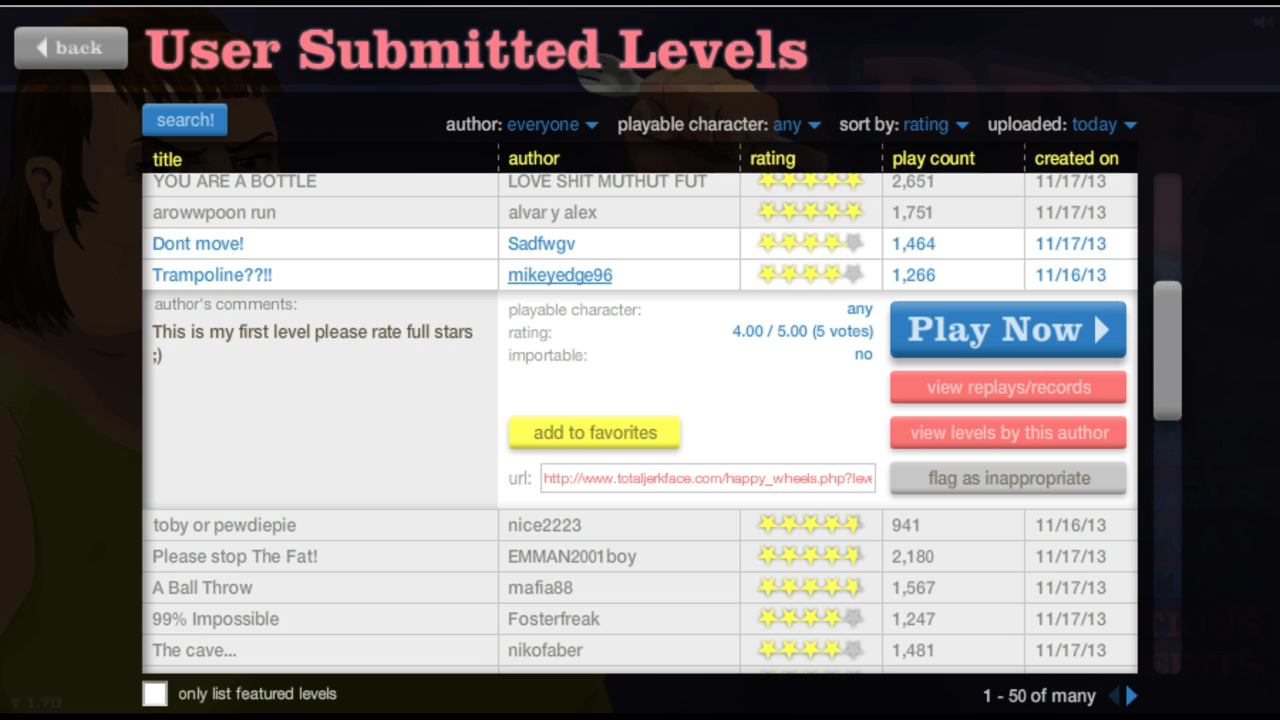 back
User Submitted Levels
search!
author: everyone playable character: any sort by: rating uploaded: today
title author rating play count created on
YOU ARE A BOTTLE LOVE SHIT MUTHUT FUT 2,651 11/17/13
arowwpoon run alvar y alex 1,751 11/17/13
Dont move! Sadfwgv 1,464 11/17/13
Trampoline??!! mikeyedge96 1,266 11/16/13
author's comments:
This is my first level please rate full stars
;)
playable character: any
rating: 4.00 / 5.00 (5 votes)
importable: no
add to favorites
url: http://www.totaljerkface.com/happy_wheels.php?leve
Play Now
view replays/records
view levels by this author
flag as inappropriate
toby or pewdiepie nice2223 941 11/16/13
Please stop The Fat! EMMAN2001boy 2,180 11/17/13
A Ball Throw mafia88 1,567 11/17/13
99% Impossible Fosterfreak 1,247 11/17/13
The cave... nikofaber 1,481 11/17/13
only list featured levels
1 - 50 of many
v 1.70